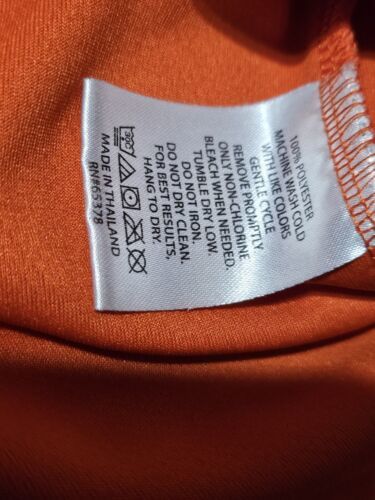 100% POLYESTER
MACHINE WASH COLD
WITH LIKE COLORS
GENTLE CYCLE
REMOVE PROMPTLY.
ONLY NON-CHLORINE
BLEACH WHEN NEEDED.
TUMBLE DRY LOW.
DO NOT IRON.
DO NOT DRY CLEAN.
FOR BEST RESULTS,
HANG TO DRY.
30C
MADE IN THAILAND
RN#65378